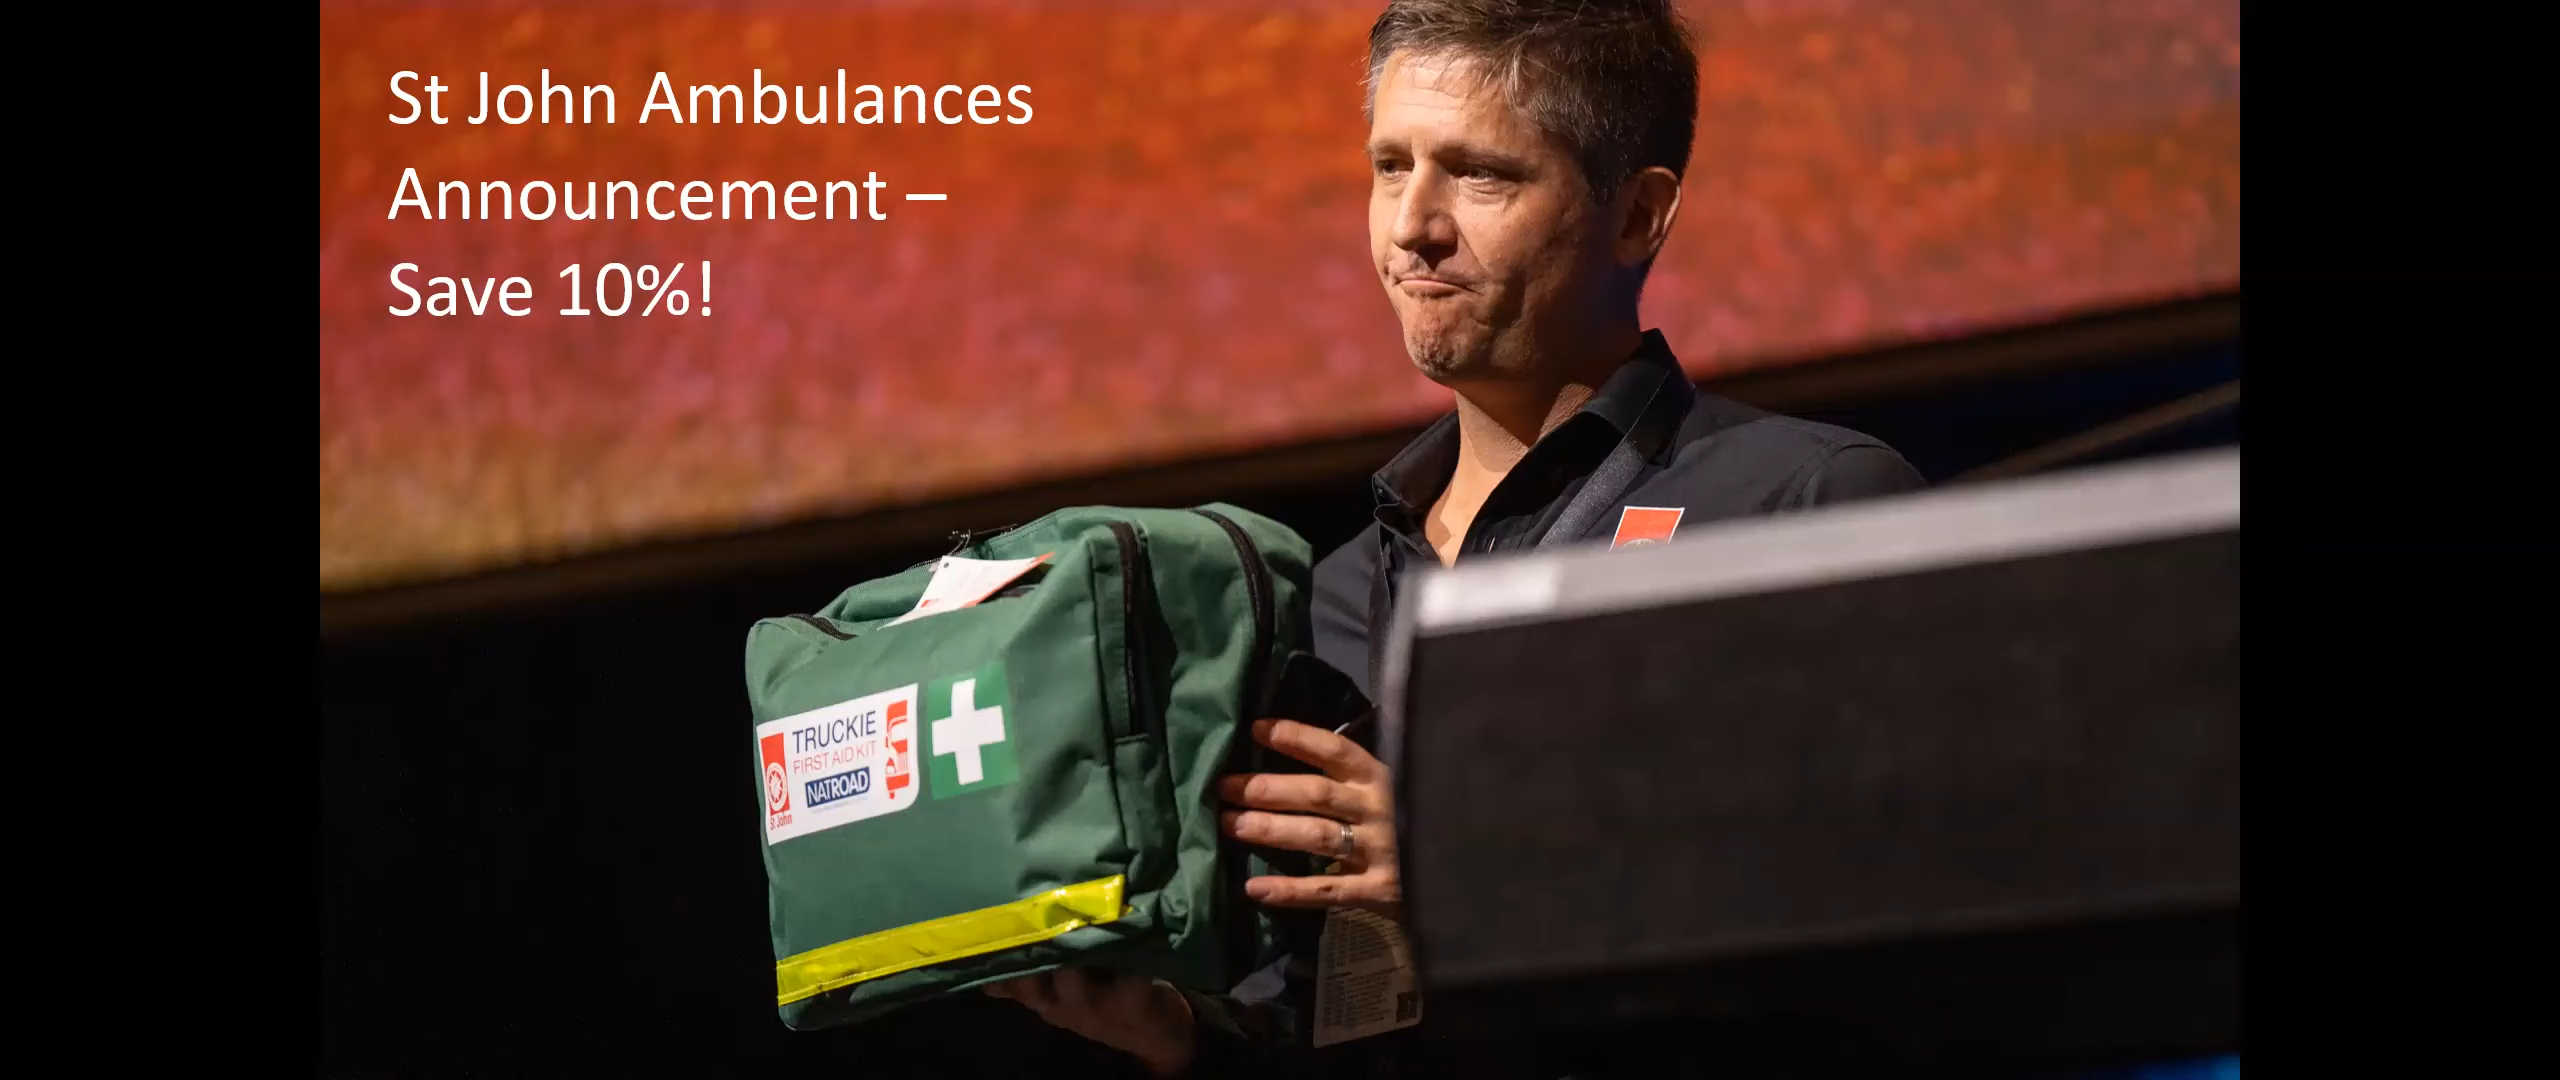 St John Ambulances
Announcement –
Save 10%!
TRUCKIE
FIRST AID KIT
NATROAD
St John